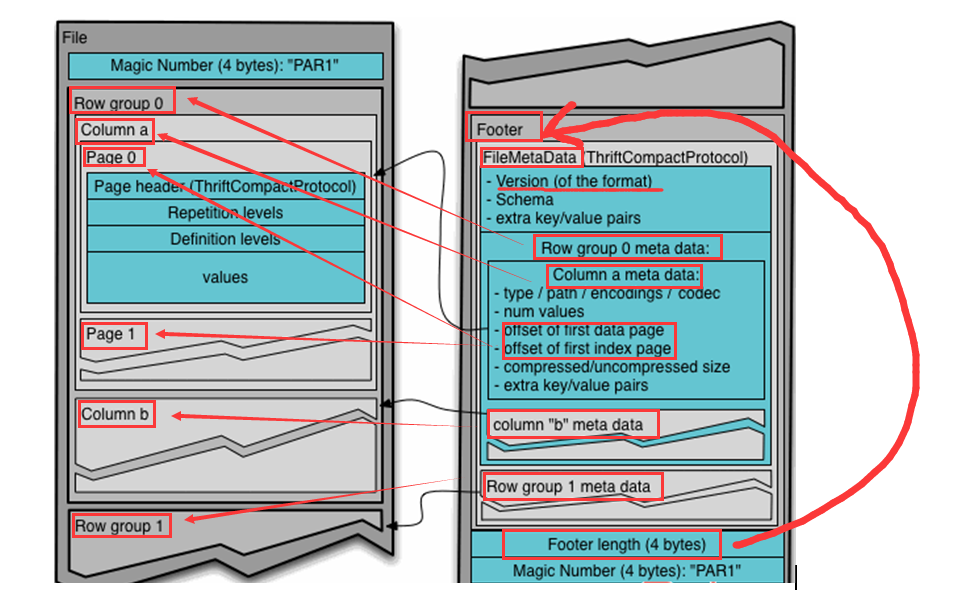 File
Magic Number (4 bytes): "PAR1"
Row group 0
Column a
Page 0
Page header (ThriftCompactProtocol)
Repetition levels
Definition levels
values
Page 1
Column b
Row group 1
Footer
FileMetaData (ThriftCompactProtocol)
- Version (of the format)
- Schema
- extra key/value pairs
Row group 0 meta data:
Column a meta data:
- type / path / encodings / codec
- num values
- offset of first data page
- offset of first index page
- compressed/uncompressed size
- extra key/value pairs
column "b" meta data
Row group 1 meta data
Footer length (4 bytes)
Magic Number (4 bytes): "PAR1"